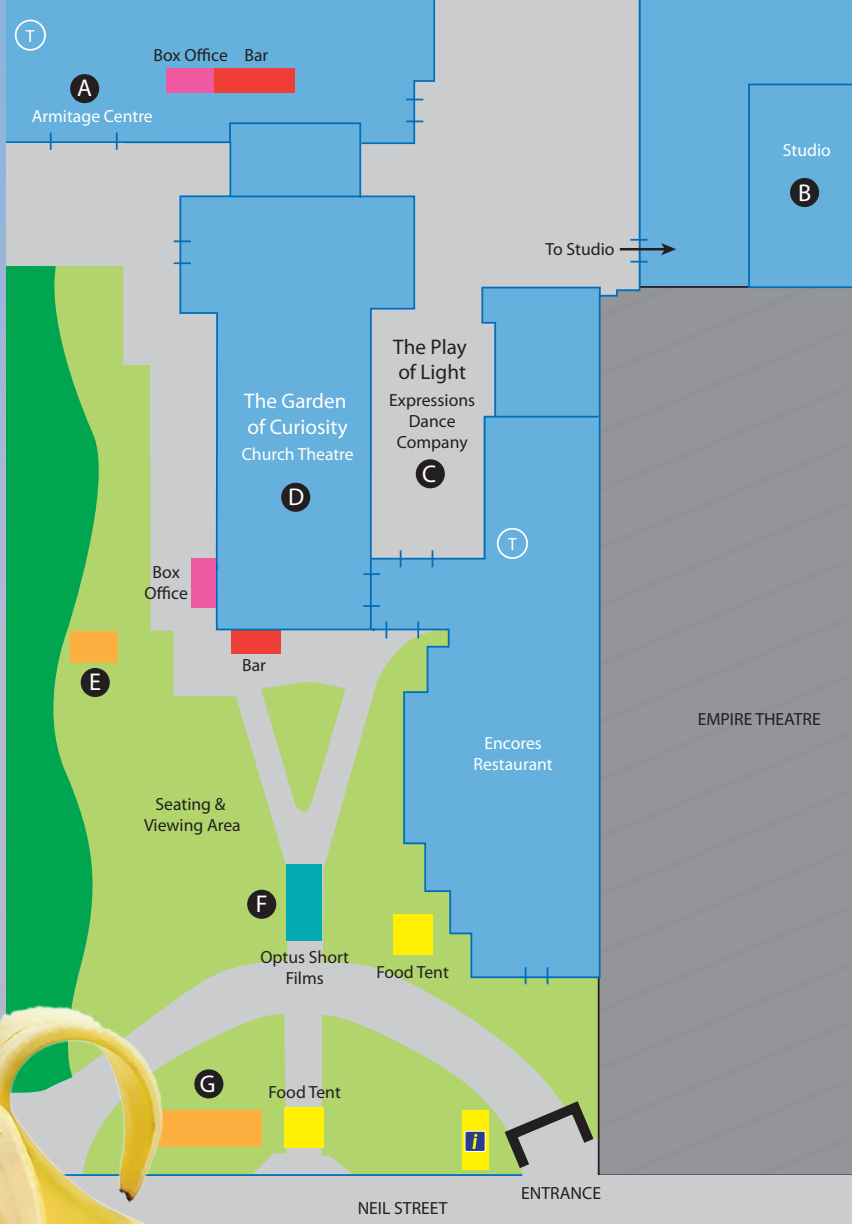 T
Box Office Bar
A
Armitage Centre
Studio
B
To Studio
The Play
of Light
Expressions
Dance
Company
C
The Garden
of Curiosity
Church Theatre
D
T
Box
Office
E
Bar
EMPIRE THEATRE
Encores
Restaurant
Seating &
Viewing Area
F
Optus Short
Films
Food Tent
G
Food Tent
i
ENTRANCE
NEIL STREET